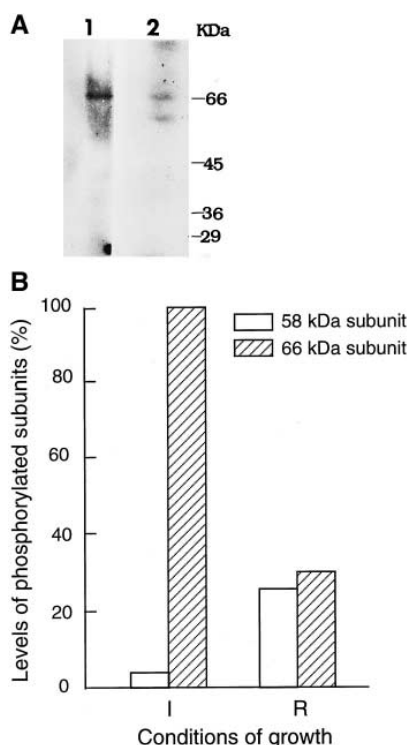 A
1 2 KDa
66
45
36
29
B
Levels of phosphorylated subunits (%)
100
80
60
40
20
0
58 kDa subunit
66 kDa subunit
I R
Conditions of growth